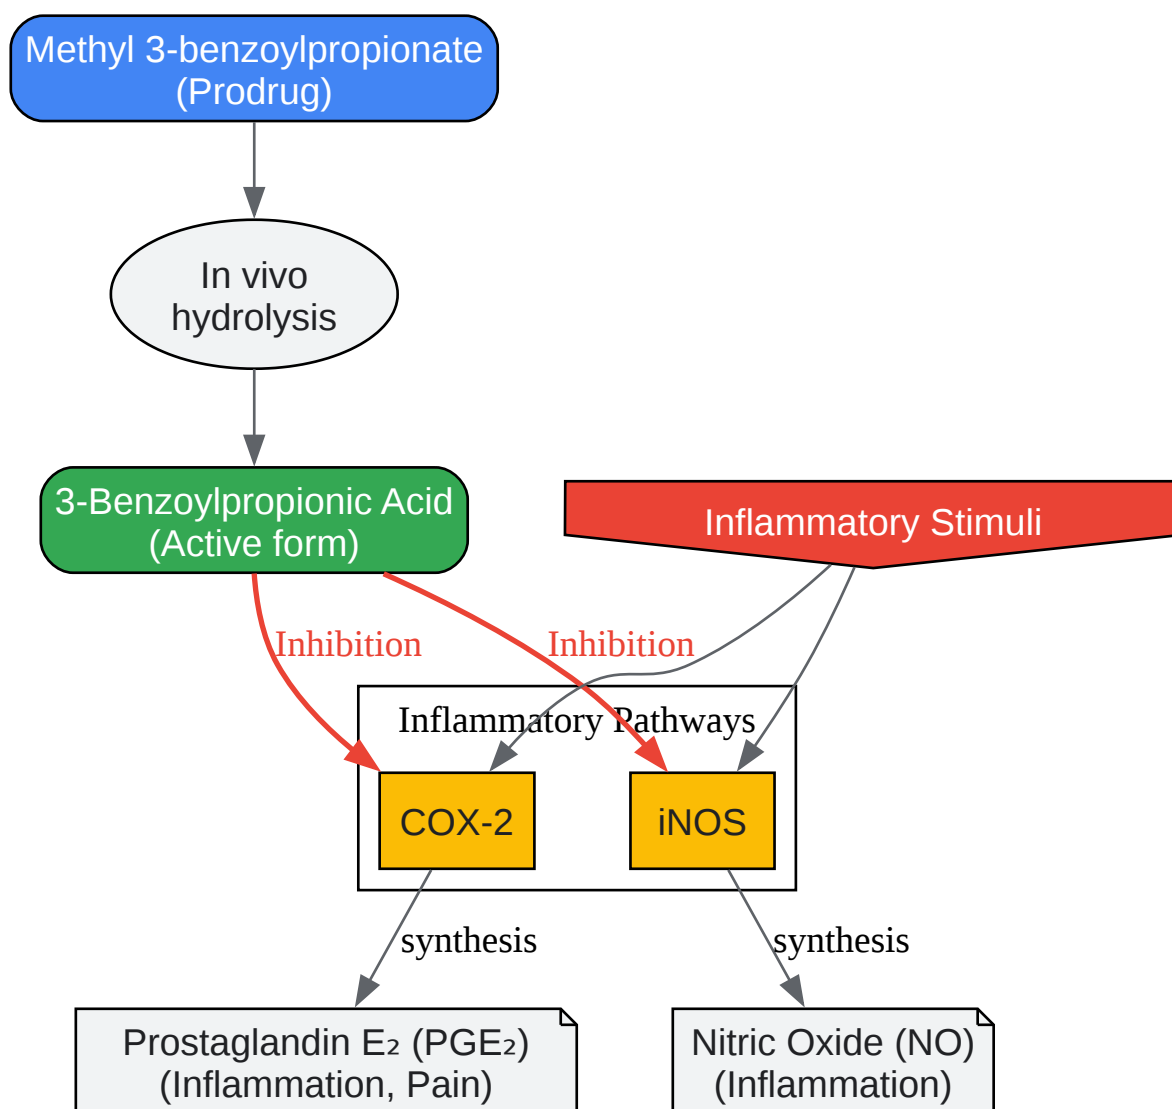 Methyl 3-benzoylpropionate
(Prodrug)
In vivo
hydrolysis
3-Benzoylpropionic Acid
(Active form)
Inflammatory Stimuli
Inhibition
Inhibition
Inflammatory Pathways
COX-2
iNOS
synthesis
synthesis
Prostaglandin E₂ (PGE₂)
(Inflammation, Pain)
Nitric Oxide (NO)
(Inflammation)